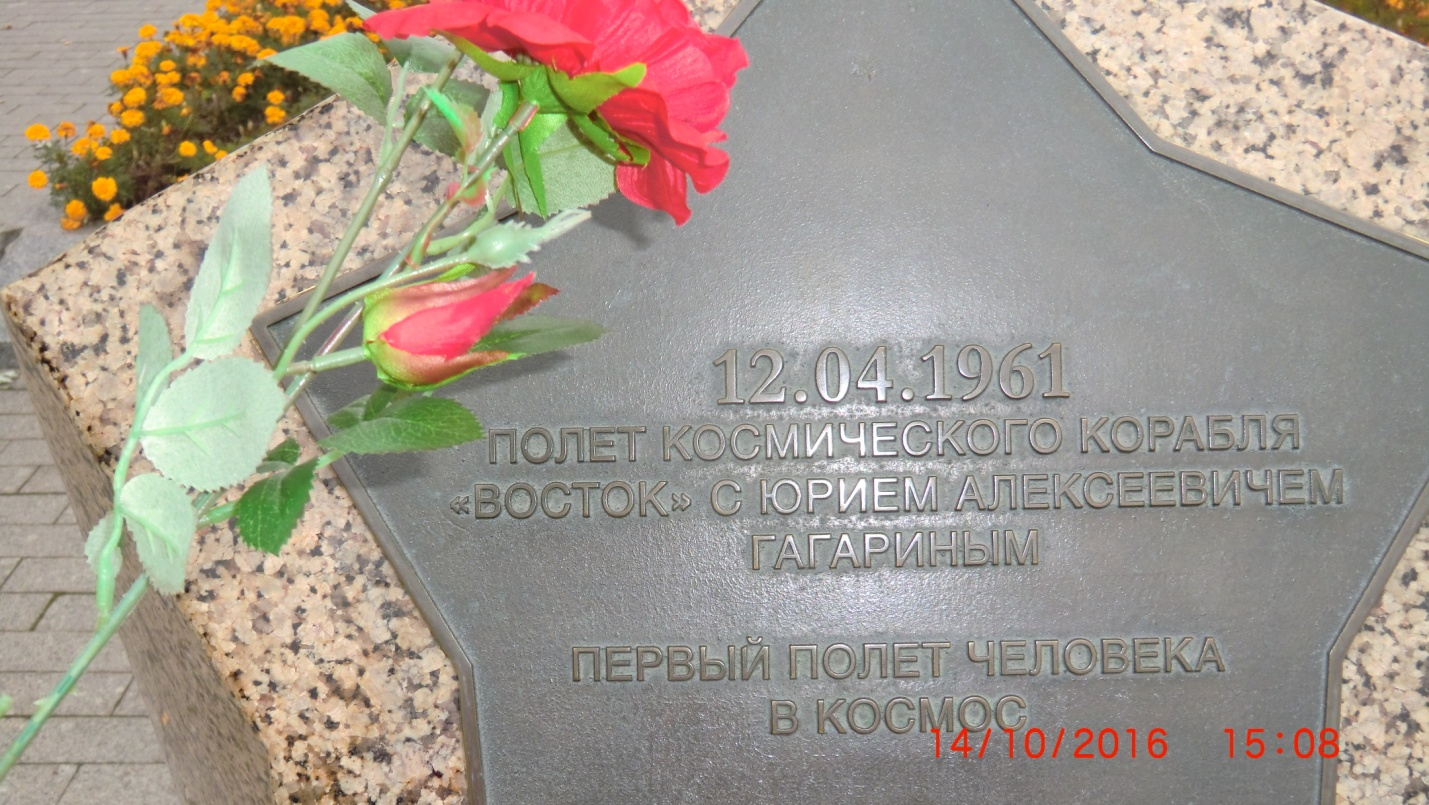 12.04.1961
ПОЛЕТ КОСМИЧЕСКОГО КОРАБЛЯ
«ВОСТОК» С ЮРИЕМ АЛЕКСЕЕВИЧЕМ
ГАГАРИНЫМ
ПЕРВЫЙ ПОЛЕТ ЧЕЛОВЕКА
В КОСМОС
14/10/2016 15:08